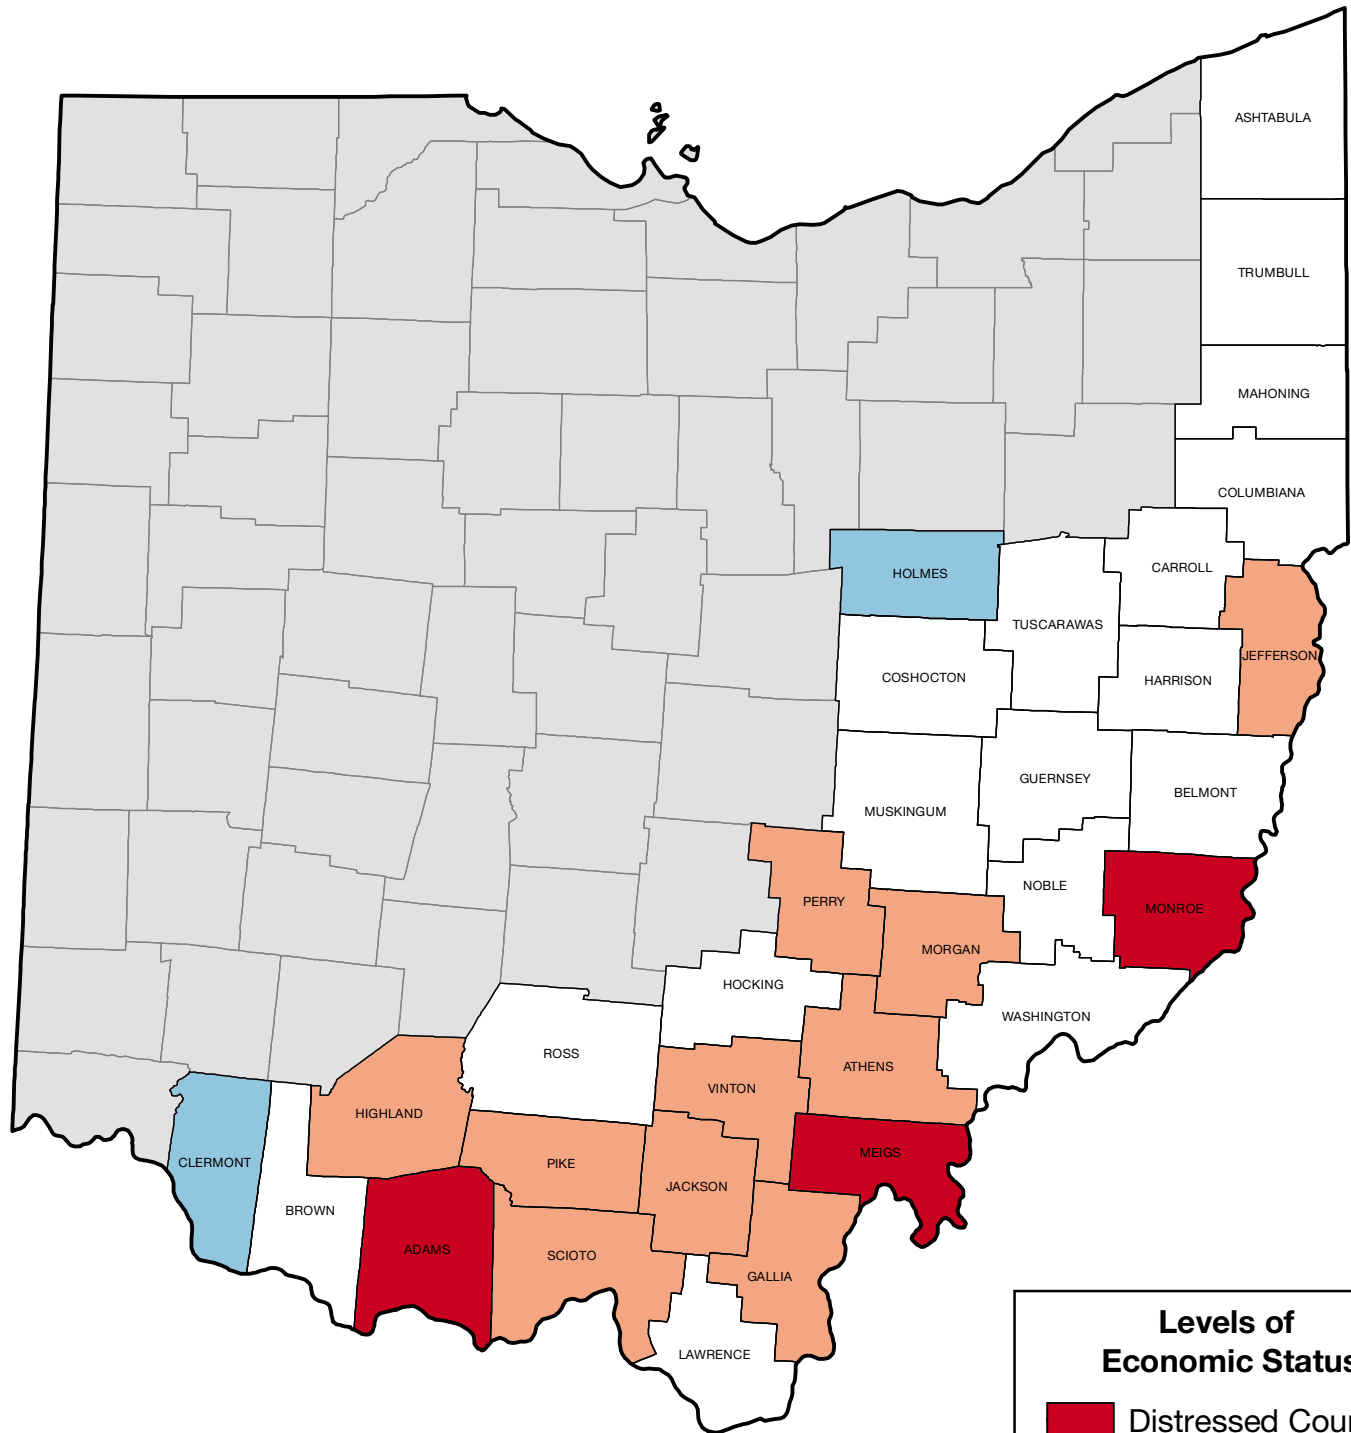 ASHTABULA
TRUMBULL
MAHONING
COLUMBIANA
CARROLL
HOLMES
TUSCARAWAS
JEFFERSON
COSHOCTON
HARRISON
GUERNSEY
BELMONT
MUSKINGUM
NOBLE
PERRY
MONROE
MORGAN
HOCKING
WASHINGTON
ROSS
ATHENS
VINTON
HIGHLAND
MEIGS
CLERMONT
PIKE
JACKSON
BROWN
ADAMS
SCIOTO
GALLIA
LAWRENCE
Levels of
Economic Status
Distressed